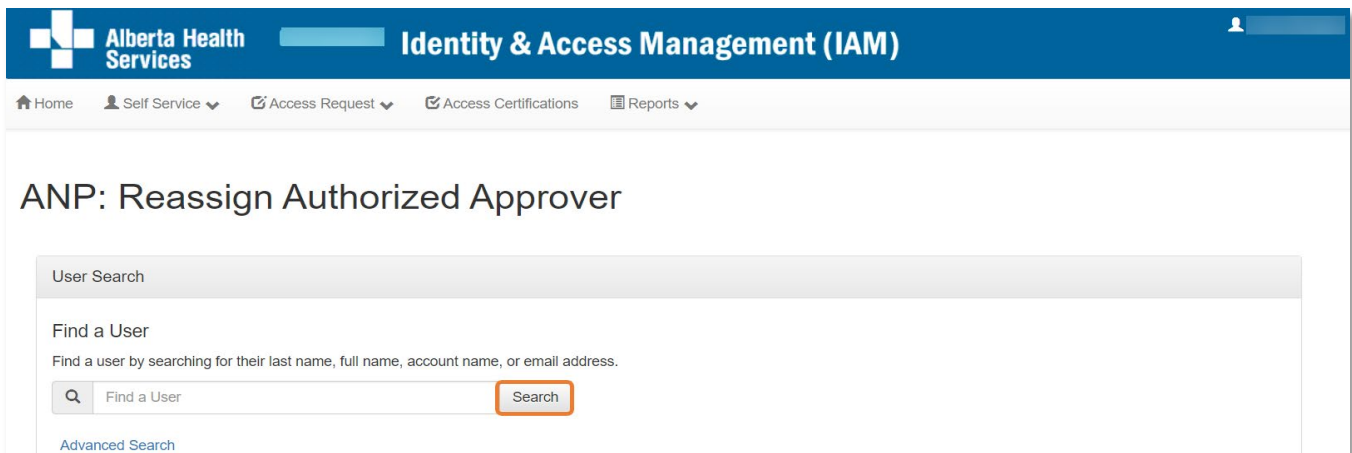 Alberta Health Services
Identity & Access Management (IAM)
Home Self Service Access Request Access Certifications Reports
ANP: Reassign Authorized Approver
User Search
Find a User
Find a user by searching for their last name, full name, account name, or email address.
Find a User Search
Advanced Search